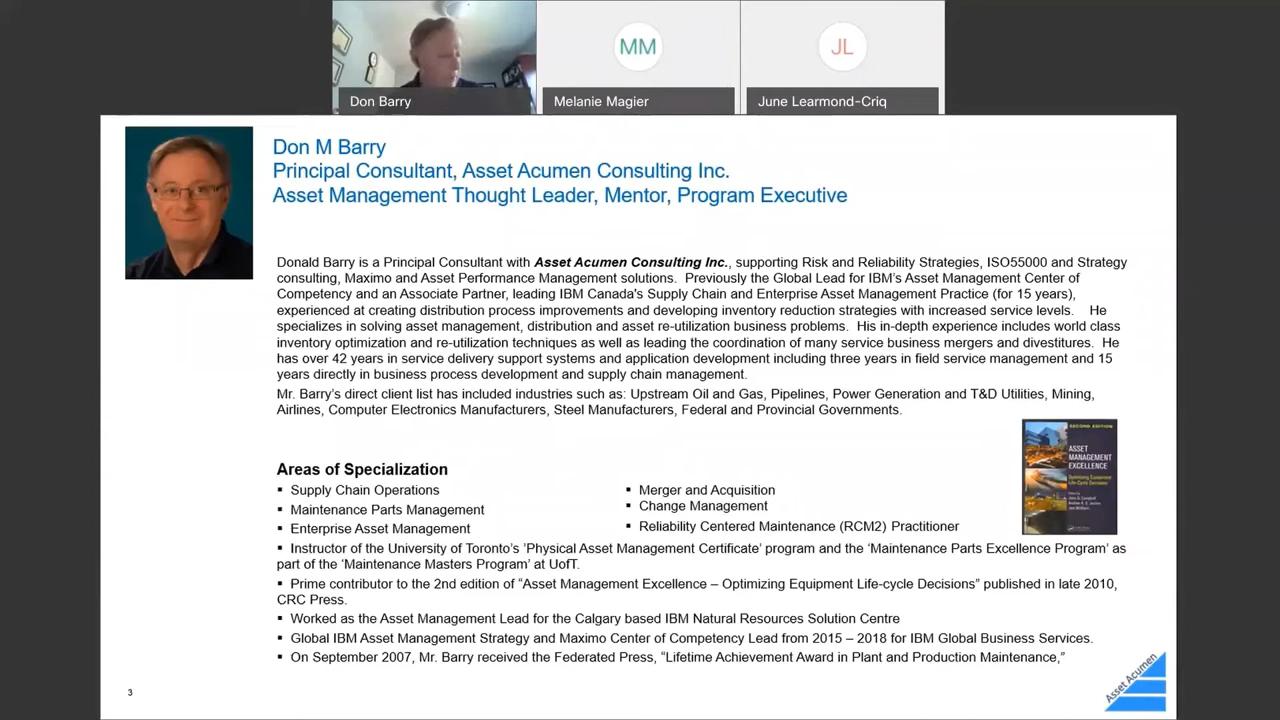 MM
JL
Don Barry
Melanie Magier
June Learmond-Criq
Don M Barry
Principal Consultant, Asset Acumen Consulting Inc.
Asset Management Thought Leader, Mentor, Program Executive
Donald Barry is a Principal Consultant with Asset Acumen Consulting Inc., supporting Risk and Reliability Strategies, ISO55000 and Strategy
consulting, Maximo and Asset Performance Management solutions. Previously the Global Lead for IBM's Asset Management Center of
Competency and an Associate Partner, leading IBM Canada's Supply Chain and Enterprise Asset Management Practice (for 15 years),
experienced at creating distribution process improvements and developing inventory reduction strategies with increased service levels. He
specializes in solving asset management, distribution and asset re-utilization business problems. His in-depth experience includes world class
inventory optimization and re-utilization techniques as well as leading the coordination of many service business mergers and divestitures. He
has over 42 years in service delivery support systems and application development including three years in field service management and 15
years directly in business process development and supply chain management.
Mr. Barry's direct client list has included industries such as: Upstream Oil and Gas, Pipelines, Power Generation and T&D Utilities, Mining,
Airlines, Computer Electronics Manufacturers, Steel Manufacturers, Federal and Provincial Governments.
SECOND EDITION
ASSET
MANAGEMENT
EXCELLENCE
Optimizing Equipment
Life-Cycle Decisions
Areas of Specialization
▪ Supply Chain Operations
▪ Maintenance Parts Management
▪ Enterprise Asset Management
▪ Merger and Acquisition
▪ Change Management
▪ Reliability Centered Maintenance (RCM2) Practitioner
▪ Instructor of the University of Toronto's 'Physical Asset Management Certificate' program and the 'Maintenance Parts Excellence Program' as
part of the 'Maintenance Masters Program' at UofT.
▪ Prime contributor to the 2nd edition of "Asset Management Excellence – Optimizing Equipment Life-cycle Decisions" published in late 2010,
CRC Press.
▪ Worked as the Asset Management Lead for the Calgary based IBM Natural Resources Solution Centre
▪ Global IBM Asset Management Strategy and Maximo Center of Competency Lead from 2015 – 2018 for IBM Global Business Services.
▪ On September 2007, Mr. Barry received the Federated Press, "Lifetime Achievement Award in Plant and Production Maintenance,"
3
Asset Acumen